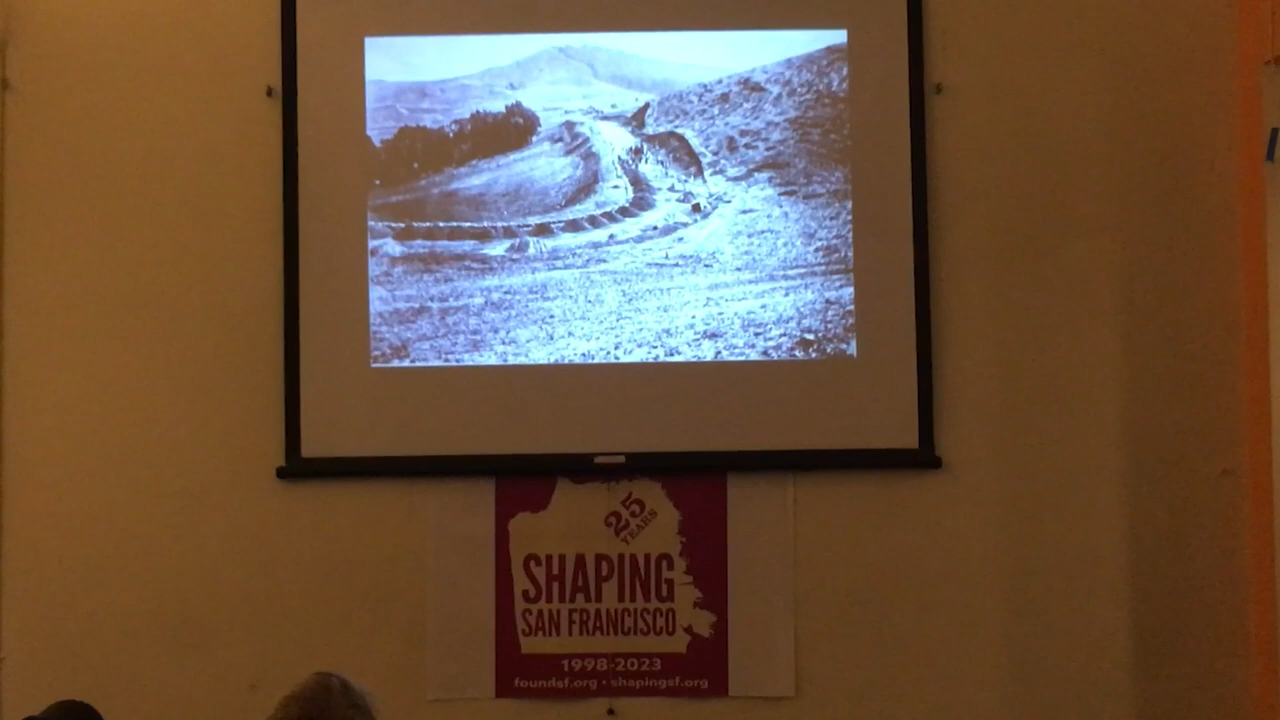 25
YEARS
SHAPING
SAN FRANCISCO
1998-2023
foundsf.org • shapingsf.org